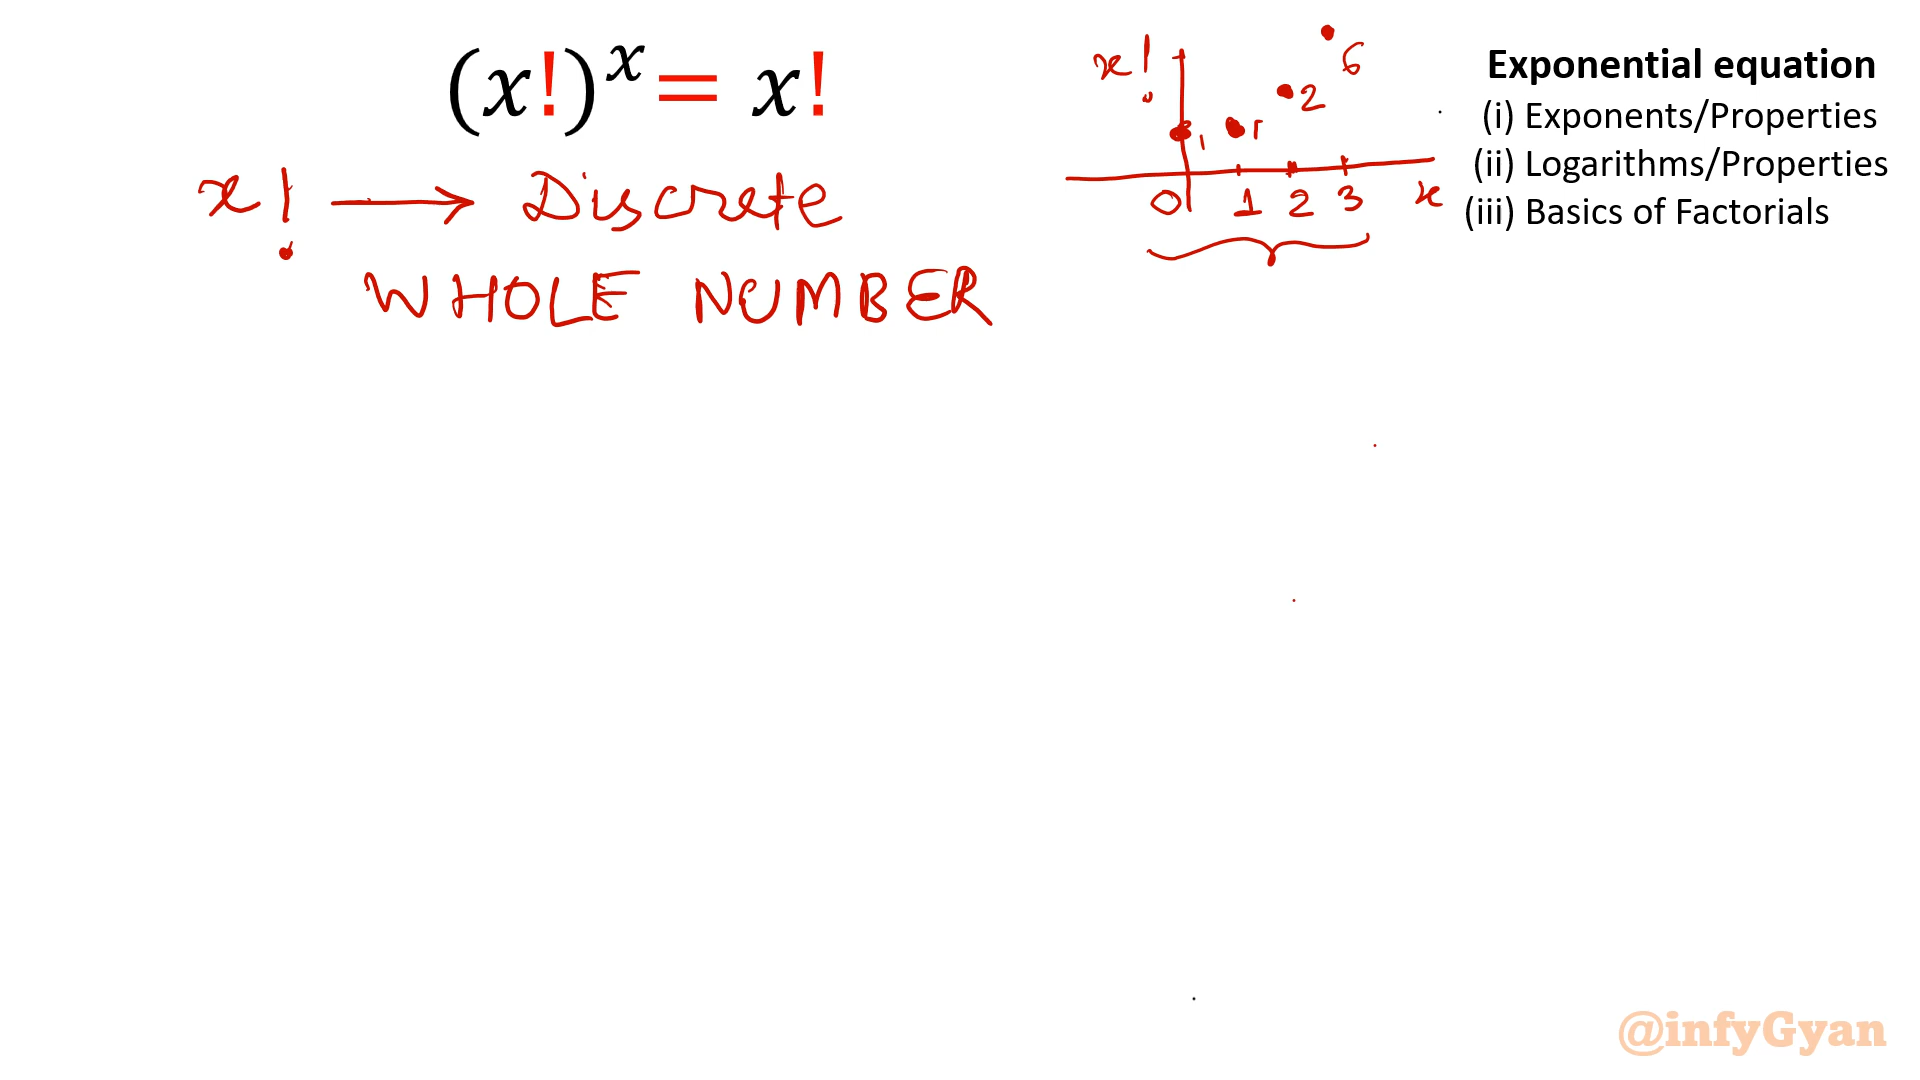 (x!)^x = x!
x! → Discrete
WHOLE NUMBER
x!
6
2
1
1
0 1 2 3 x
Exponential equation
(i) Exponents/Properties
(ii) Logarithms/Properties
(iii) Basics of Factorials
@infyGyan